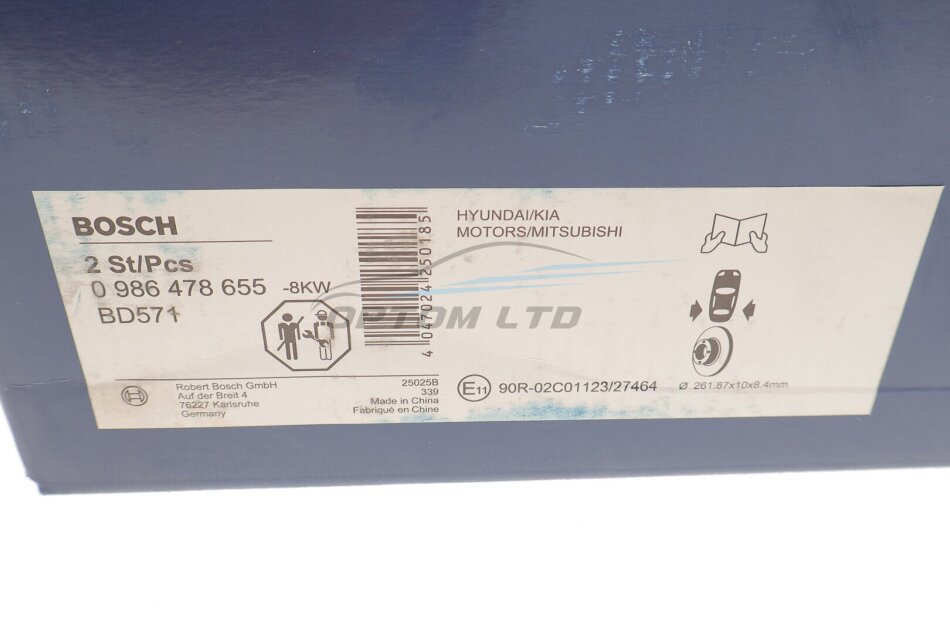 BOSCH
2 St/Pcs
0 986 478 655 -8KW
BD571
4 047024 250185
HYUNDAI/KIA
MOTORS/MITSUBISHI
OPTOM LTD
Robert Bosch GmbH
Auf der Breit 4
76227 Karlsruhe
Germany
25025B
339
Made in China
Fabriqué en Chine
E11 90R-02C01123/27464
Ø 261.87x10x8.4mm